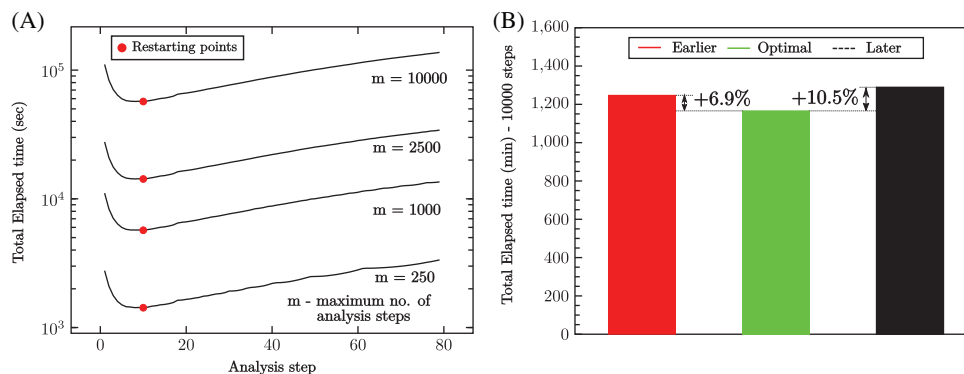 (A)
Restarting points
Total Elapsed time (sec)
10^5
10^4
10^3
m = 10000
m = 2500
m = 1000
m = 250
m - maximum no. of
analysis steps
0
20
40
60
80
Analysis step
(B)
Total Elapsed time (min) - 10000 steps
1,600
1,400
1,200
1,000
800
600
400
200
0
Earlier
Optimal
Later
+6.9%
+10.5%